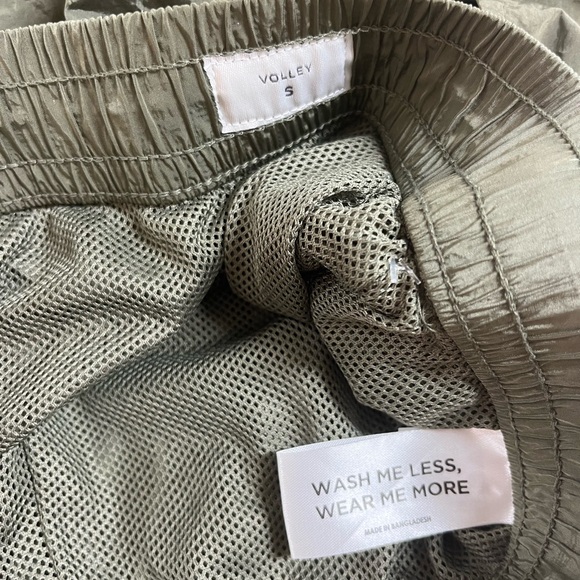 VOLLEY
S
WASH ME LESS,
WEAR ME MORE
MADE IN BANGLADESH